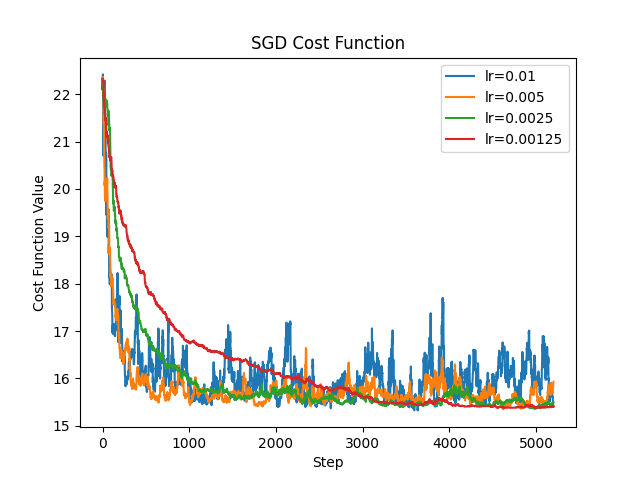 SGD Cost Function
lr=0.01
lr=0.005
lr=0.0025
lr=0.00125
Cost Function Value
22
21
20
19
18
17
16
15
0 1000 2000 3000 4000 5000
Step